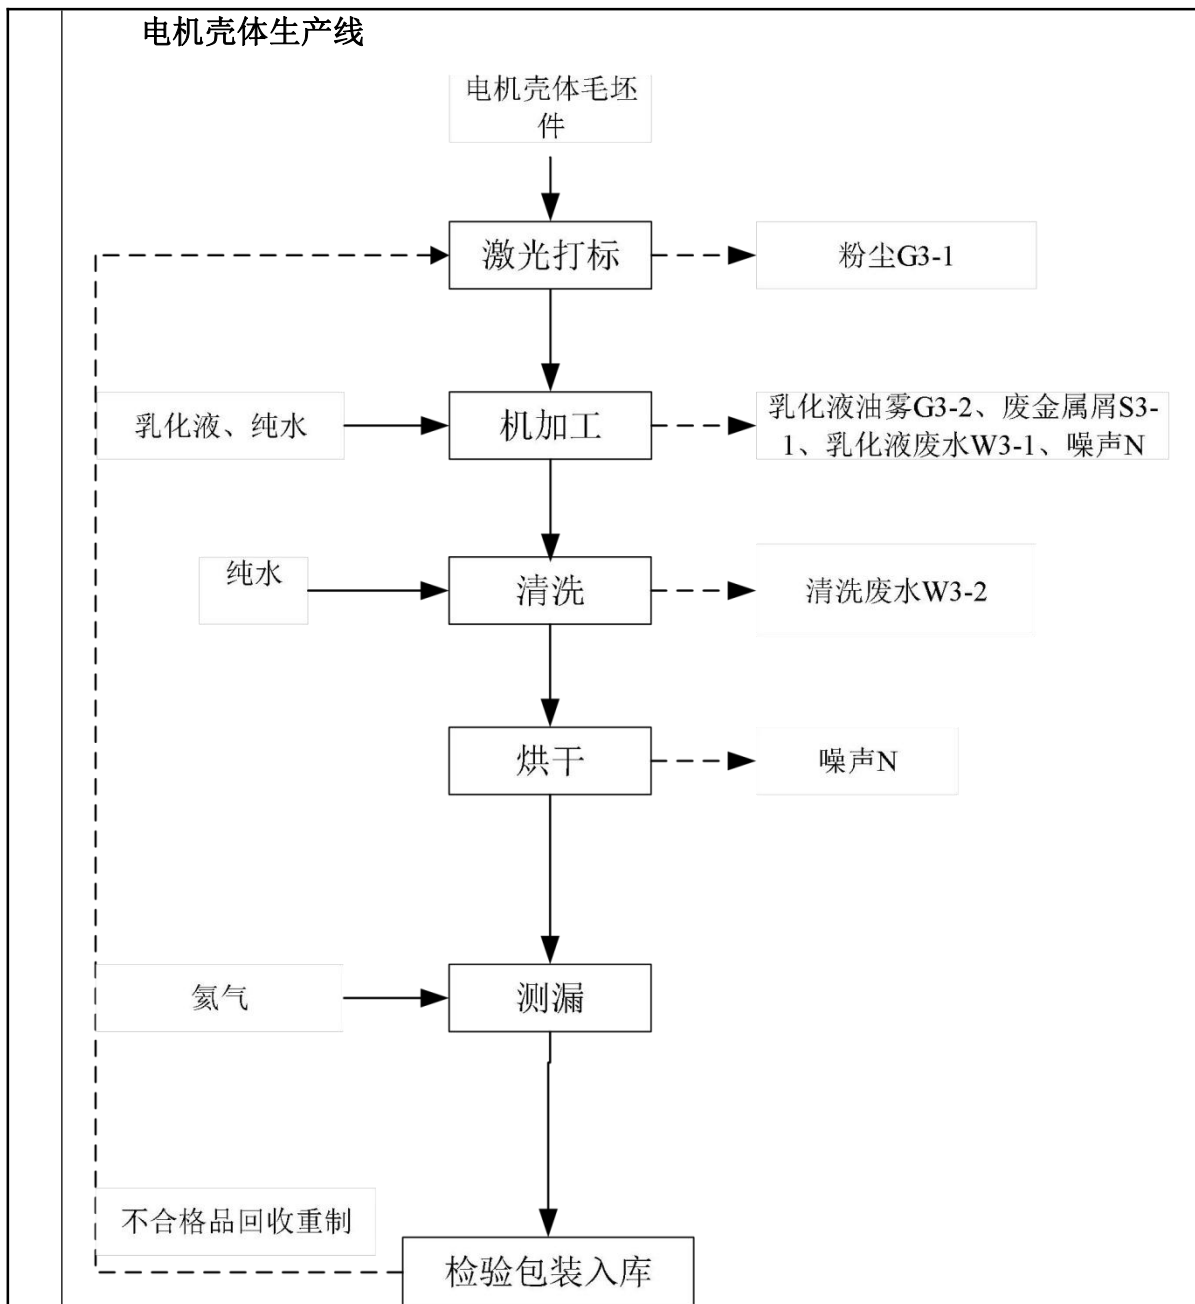 电机壳体生产线
电机壳体毛坯
件
激光打标
粉尘G3-1
乳化液、纯水
机加工
乳化液油雾G3-2、废金属屑S3-
1、乳化液废水W3-1、噪声N
纯水
清洗
清洗废水W3-2
烘干
噪声N
氦气
测漏
不合格品回收重制
检验包装入库